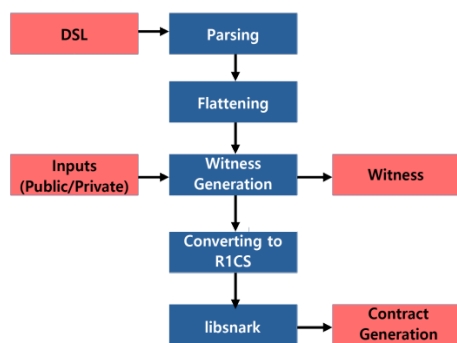 DSL
Parsing
Flattening
Inputs
(Public/Private)
Witness
Generation
Witness
Converting to
R1CS
libsnark
Contract
Generation